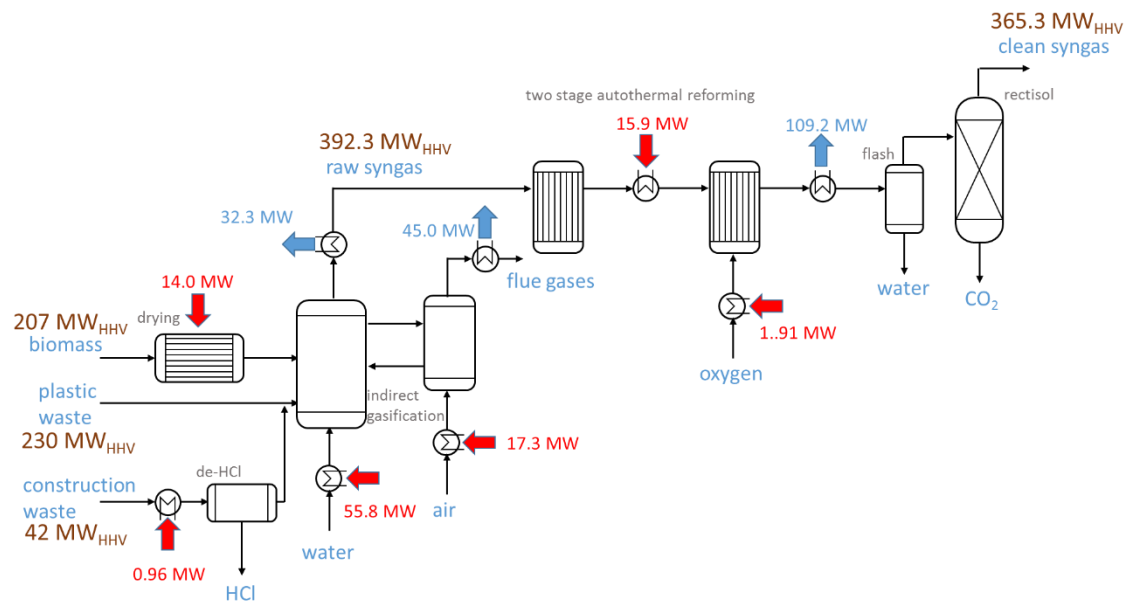 365.3 MWHHV
clean syngas
rectisol
two stage autothermal reforming
15.9 MW
109.2 MW
flash
392.3 MWHHV
raw syngas
32.3 MW
45.0 MW
flue gases
water
CO2
14.0 MW
drying
207 MWHHV
biomass
1..91 MW
oxygen
plastic
waste
230 MWHHV
indirect
gasification
17.3 MW
air
de-HCl
construction
waste
42 MWHHV
55.8 MW
water
0.96 MW
HCl